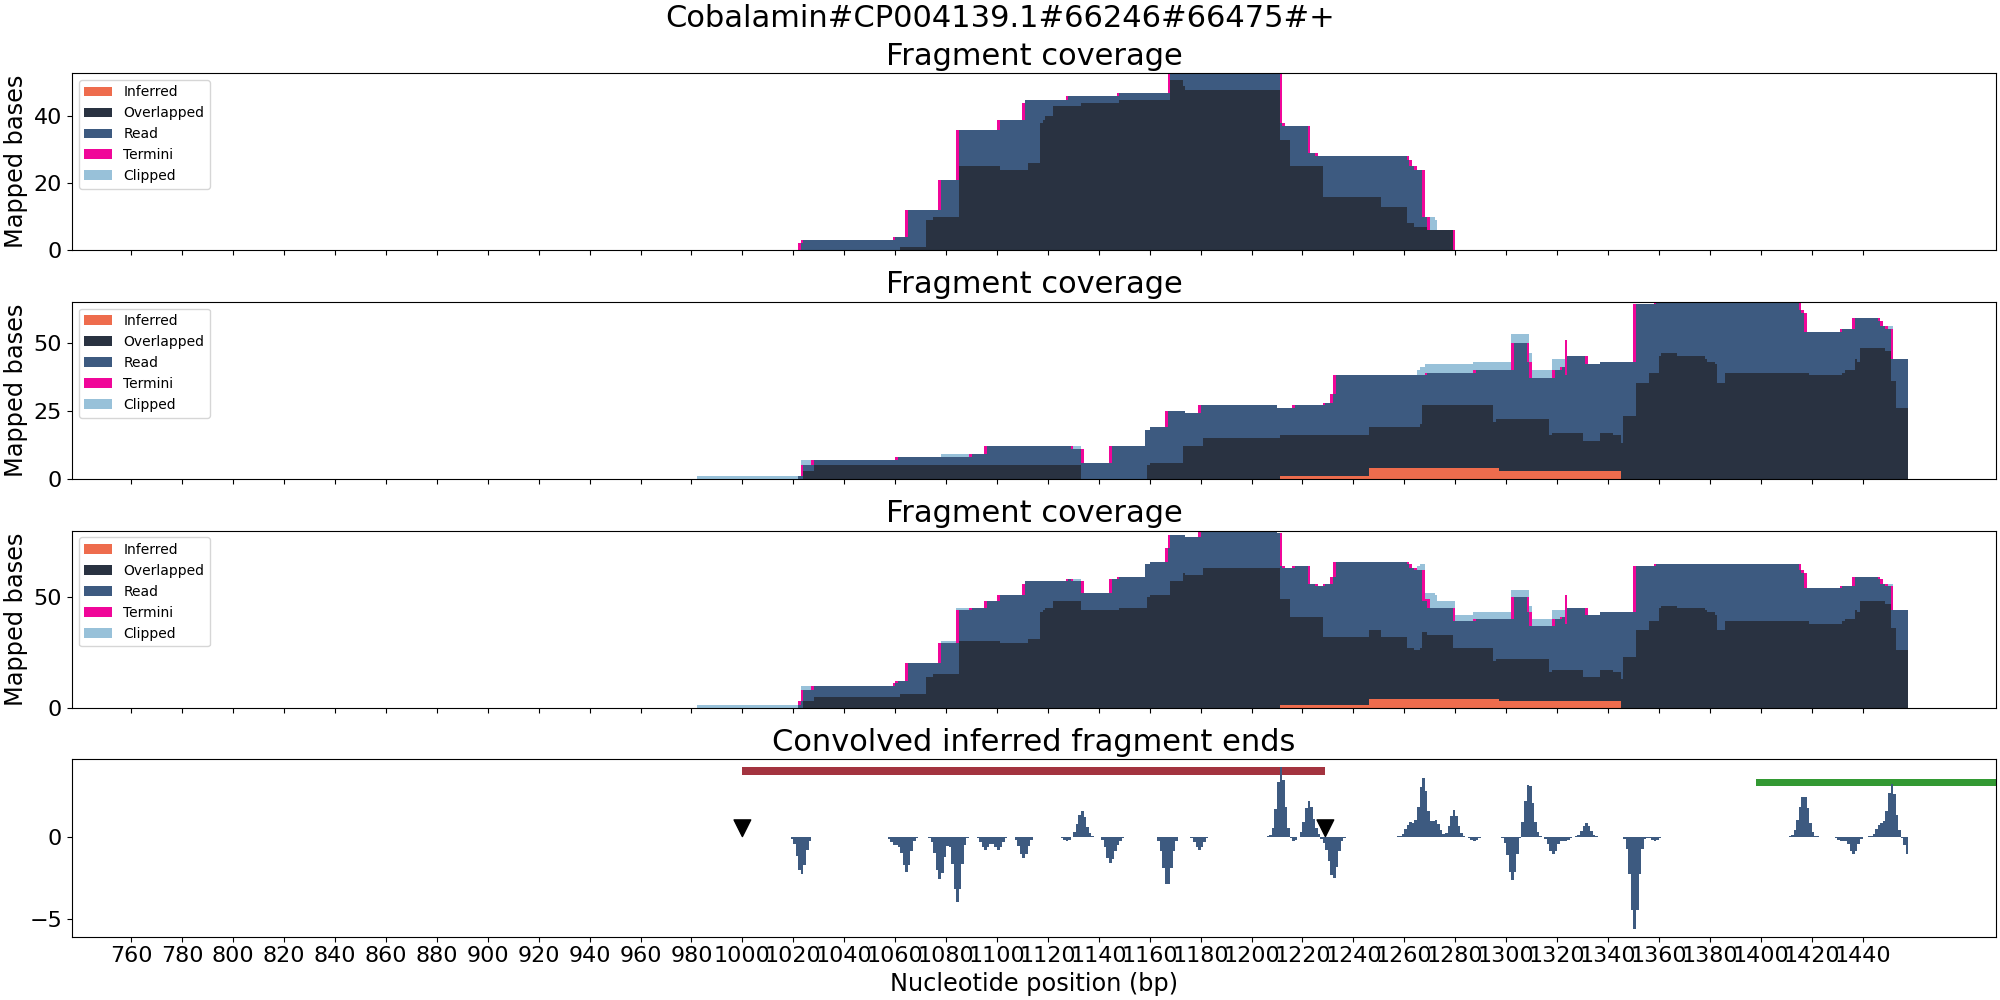 Cobalamin#CP004139.1#66246#66475#+
Fragment coverage
Mapped bases
40
20
0
Inferred
Overlapped
Read
Termini
Clipped
Fragment coverage
Mapped bases
50
25
0
Inferred
Overlapped
Read
Termini
Clipped
Fragment coverage
Mapped bases
50
0
Inferred
Overlapped
Read
Termini
Clipped
Convolved inferred fragment ends
0
−5
760 780 800 820 840 860 880 900 920 940 960 980 1000 1020 1040 1060 1080 1100 1120 1140 1160 1180 1200 1220 1240 1260 1280 1300 1320 1340 1360 1380 1400 1420 1440
Nucleotide position (bp)